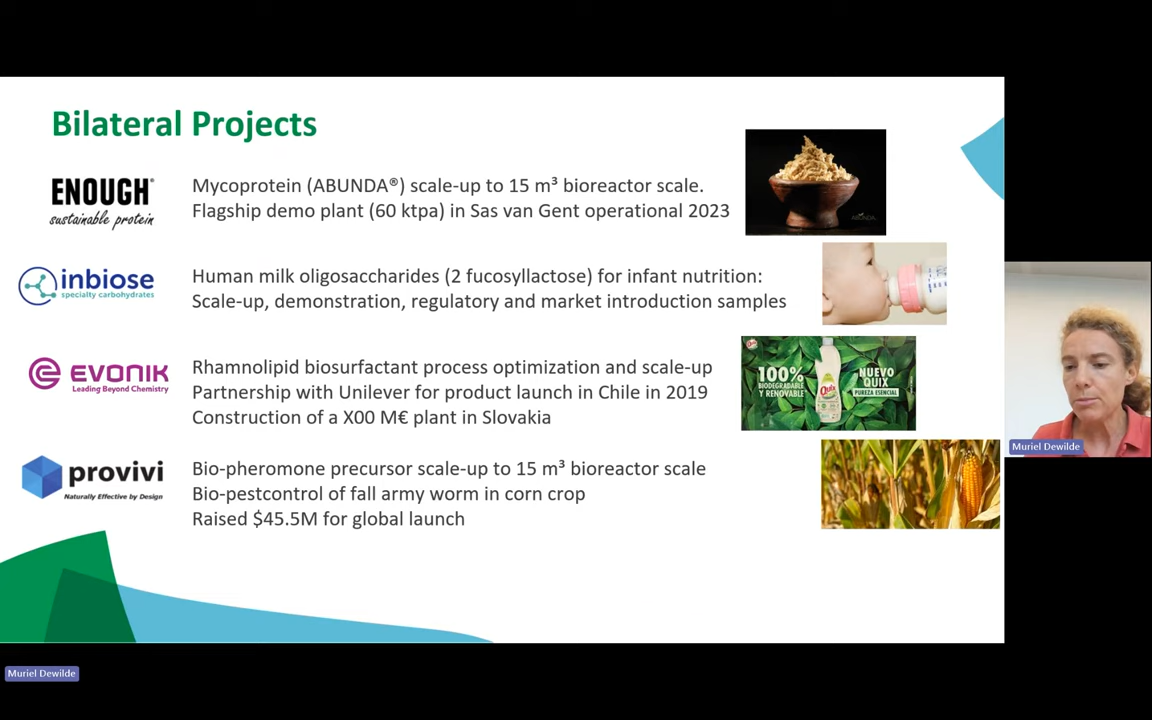 Bilateral Projects
ENOUGH®
sustainable protein
Mycoprotein (ABUNDA®) scale-up to 15 m³ bioreactor scale.
Flagship demo plant (60 ktpa) in Sas van Gent operational 2023
ABUNDA
inbiose
specialty carbohydrates
Human milk oligosaccharides (2 fucosyllactose) for infant nutrition:
Scale-up, demonstration, regulatory and market introduction samples
EVONIK
Leading Beyond Chemistry
Rhamnolipid biosurfactant process optimization and scale-up
Partnership with Unilever for product launch in Chile in 2019
Construction of a X00 M€ plant in Slovakia
100%
BIODEGRADABLE
Y RENOVABLE
Quix
NUEVO
QUIX
PUREZA ESENCIAL
provivi
Naturally Effective by Design
Bio-pheromone precursor scale-up to 15 m³ bioreactor scale
Bio-pestcontrol of fall army worm in corn crop
Raised $45.5M for global launch
Muriel Dewilde
Muriel Dewilde